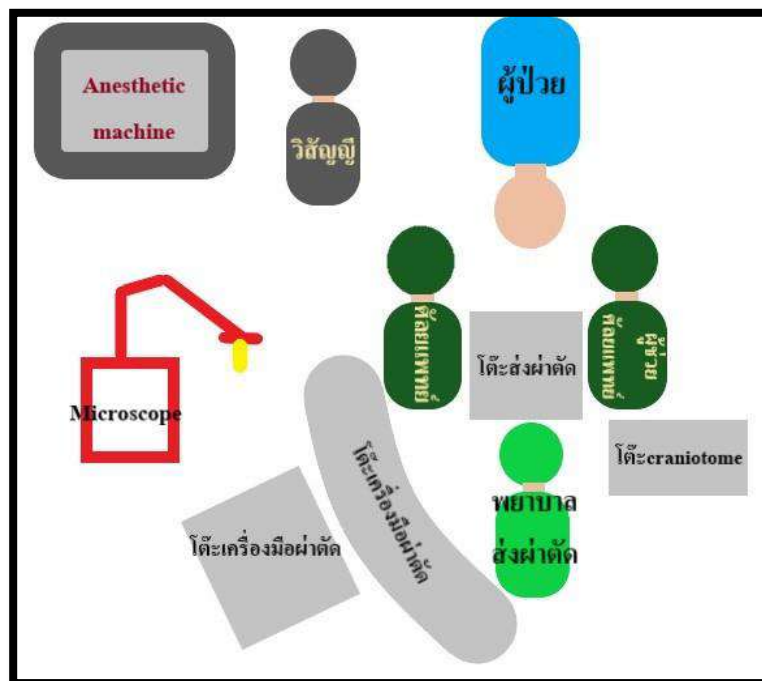 Anesthetic
machine
วิสัญญี
ผู้ป่วย
ศัลยแพทย์
ผู้ช่วย
ศัลยแพทย์
โต๊ะส่งผ่าตัด
Microscope
โต๊ะcraniotome
พยาบาล
ส่งผ่าตัด
โต๊ะเครื่องมือผ่าตัด
โต๊ะเครื่องมือผ่าตัด